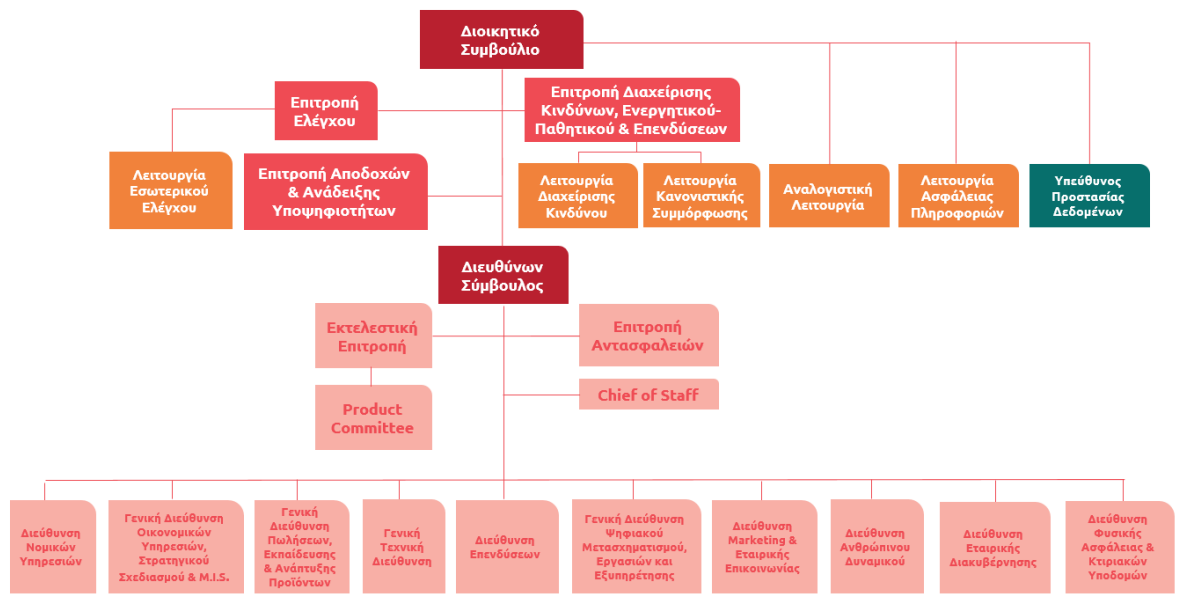 Διοικητικό
Συμβούλιο
Επιτροπή
Ελέγχου
Επιτροπή Διαχείρισης
Κινδύνων, Ενεργητικού-
Παθητικού & Επενδύσεων
Λειτουργία
Εσωτερικού
Ελέγχου
Επιτροπή Αποδοχών
& Ανάδειξης
Υποψηφιοτήτων
Λειτουργία
Διαχείρισης
Κινδύνου
Λειτουργία
Κανονιστικής
Συμμόρφωσης
Αναλογιστική
Λειτουργία
Λειτουργία
Ασφάλειας
Πληροφοριών
Υπεύθυνος
Προστασίας
Δεδομένων
Διευθύνων
Σύμβουλος
Εκτελεστική
Επιτροπή
Επιτροπή
Αντασφαλειών
Product
Committee
Chief of Staff
Διεύθυνση
Νομικών
Υπηρεσιών
Γενική Διεύθυνση
Οικονομικών
Υπηρεσιών,
Στρατηγικού
Σχεδιασμού & M.I.S.
Γενική
Διεύθυνση
Πωλήσεων,
Εκπαίδευσης
& Ανάπτυξης
Προϊόντων
Γενική
Τεχνική
Διεύθυνση
Διεύθυνση
Επενδύσεων
Γενική Διεύθυνση
Ψηφιακού
Μετασχηματισμού,
Εργασιών και
Εξυπηρέτησης
Διεύθυνση
Marketing &
Εταιρικής
Επικοινωνίας
Διεύθυνση
Ανθρώπινου
Δυναμικού
Διεύθυνση
Εταιρικής
Διακυβέρνησης
Διεύθυνση
Φυσικής
Ασφάλειας &
Κτιριακών
Υποδομών